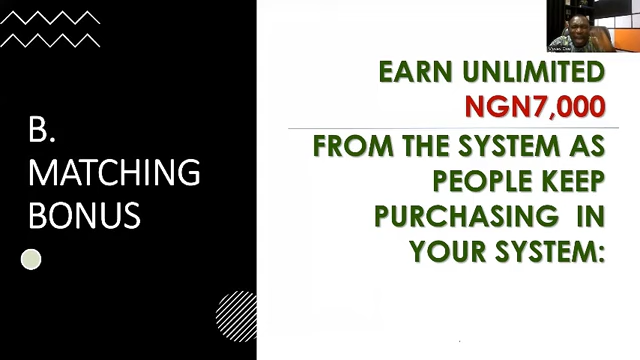 B.
MATCHING
BONUS
EARN UNLIMITED
NGN7,000
FROM THE SYSTEM AS
PEOPLE KEEP
PURCHASING IN
YOUR SYSTEM: